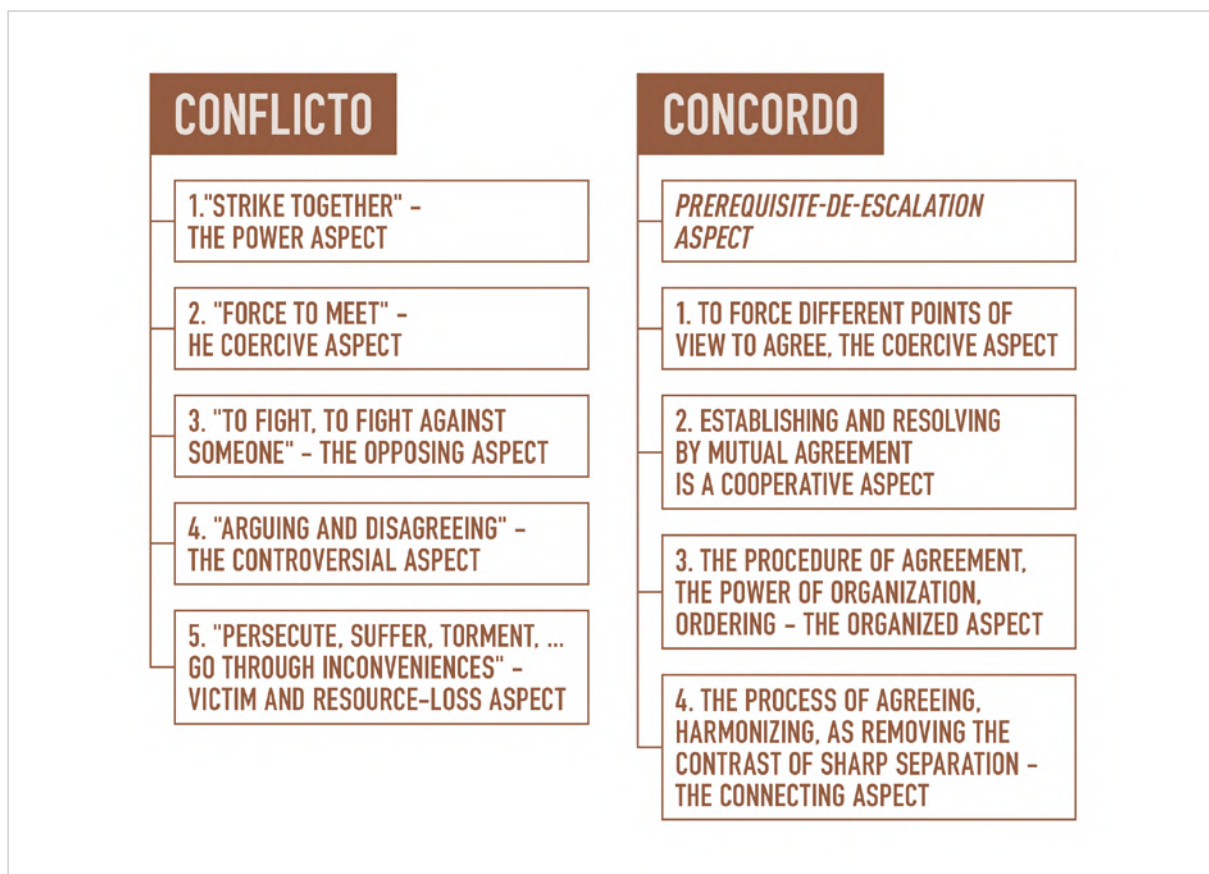 CONFLICTO
1."STRIKE TOGETHER" –
THE POWER ASPECT
2. "FORCE TO MEET" –
HE COERCIVE ASPECT
3. "TO FIGHT, TO FIGHT AGAINST
SOMEONE" – THE OPPOSING ASPECT
4. "ARGUING AND DISAGREEING" –
THE CONTROVERSIAL ASPECT
5. "PERSECUTE, SUFFER, TORMENT, ...
GO THROUGH INCONVENIENCES" –
VICTIM AND RESOURCE-LOSS ASPECT
CONCORDO
PREREQUISITE-DE-ESCALATION
ASPECT
1. TO FORCE DIFFERENT POINTS OF
VIEW TO AGREE, THE COERCIVE ASPECT
2. ESTABLISHING AND RESOLVING
BY MUTUAL AGREEMENT
IS A COOPERATIVE ASPECT
3. THE PROCEDURE OF AGREEMENT,
THE POWER OF ORGANIZATION,
ORDERING – THE ORGANIZED ASPECT
4. THE PROCESS OF AGREEING,
HARMONIZING, AS REMOVING THE
CONTRAST OF SHARP SEPARATION –
THE CONNECTING ASPECT